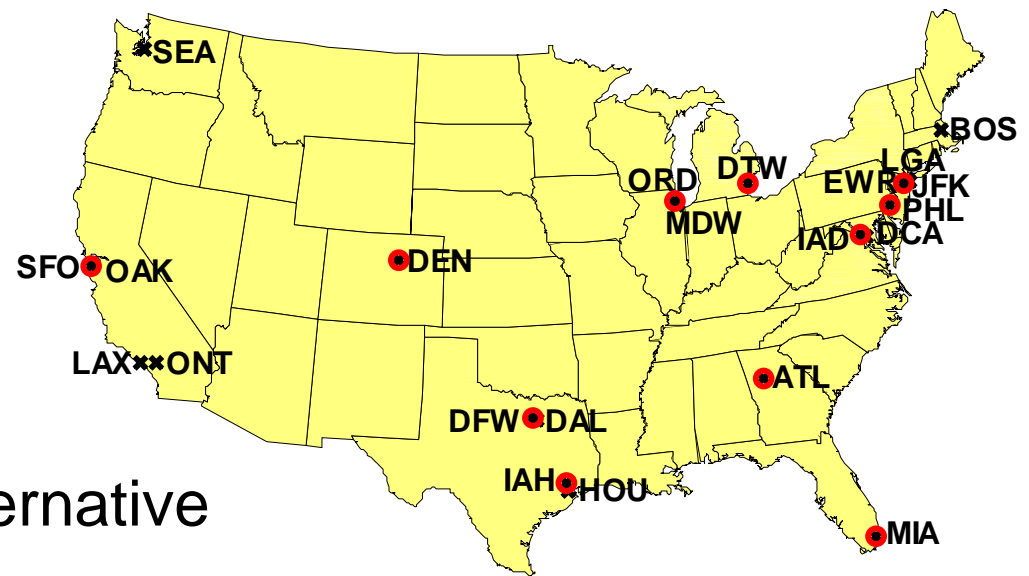 SEA
BOS
LGA
DTW
ORD
EWR
JFK
PHL
MDW
DCA
IAD
DEN
SFO
OAK
LAX
ONT
ATL
DFW
DAL
IAH
HOU
ernative
MIA